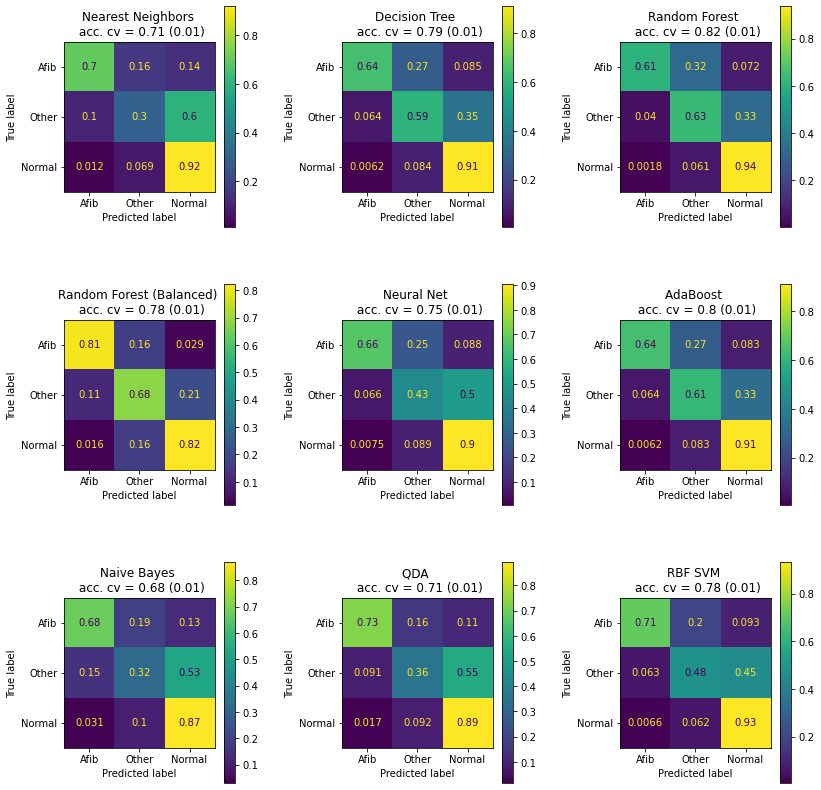 Nearest Neighbors
acc. cv = 0.71 (0.01)
Afib 0.7 0.16 0.14
Other 0.1 0.3 0.6
Normal 0.012 0.069 0.92
Afib Other Normal
Predicted label
True label
0.8
0.6
0.4
0.2
Decision Tree
acc. cv = 0.79 (0.01)
Afib 0.64 0.27 0.085
Other 0.064 0.59 0.35
Normal 0.0062 0.084 0.91
Afib Other Normal
Predicted label
True label
0.8
0.6
0.4
0.2
Random Forest
acc. cv = 0.82 (0.01)
Afib 0.61 0.32 0.072
Other 0.04 0.63 0.33
Normal 0.0018 0.061 0.94
Afib Other Normal
Predicted label
True label
0.8
0.6
0.4
0.2
Random Forest (Balanced)
acc. cv = 0.78 (0.01)
Afib 0.81 0.16 0.029
Other 0.11 0.68 0.21
Normal 0.016 0.16 0.82
Afib Other Normal
Predicted label
True label
0.8
0.7
0.6
0.5
0.4
0.3
0.2
0.1
Neural Net
acc. cv = 0.75 (0.01)
Afib 0.66 0.25 0.088
Other 0.066 0.43 0.5
Normal 0.0075 0.089 0.9
Afib Other Normal
Predicted label
True label
0.9
0.8
0.7
0.6
0.5
0.4
0.3
0.2
0.1
AdaBoost
acc. cv = 0.8 (0.01)
Afib 0.64 0.27 0.083
Other 0.064 0.61 0.33
Normal 0.0062 0.083 0.91
Afib Other Normal
Predicted label
True label
0.8
0.6
0.4
0.2
Naive Bayes
acc. cv = 0.68 (0.01)
Afib 0.68 0.19 0.13
Other 0.15 0.32 0.53
Normal 0.031 0.1 0.87
Afib Other Normal
Predicted label
True label
0.8
0.7
0.6
0.5
0.4
0.3
0.2
0.1
QDA
acc. cv = 0.71 (0.01)
Afib 0.73 0.16 0.11
Other 0.091 0.36 0.55
Normal 0.017 0.092 0.89
Afib Other Normal
Predicted label
True label
0.8
0.7
0.6
0.5
0.4
0.3
0.2
0.1
RBF SVM
acc. cv = 0.78 (0.01)
Afib 0.71 0.2 0.093
Other 0.063 0.48 0.45
Normal 0.0066 0.062 0.93
Afib Other Normal
Predicted label
True label
0.8
0.6
0.4
0.2